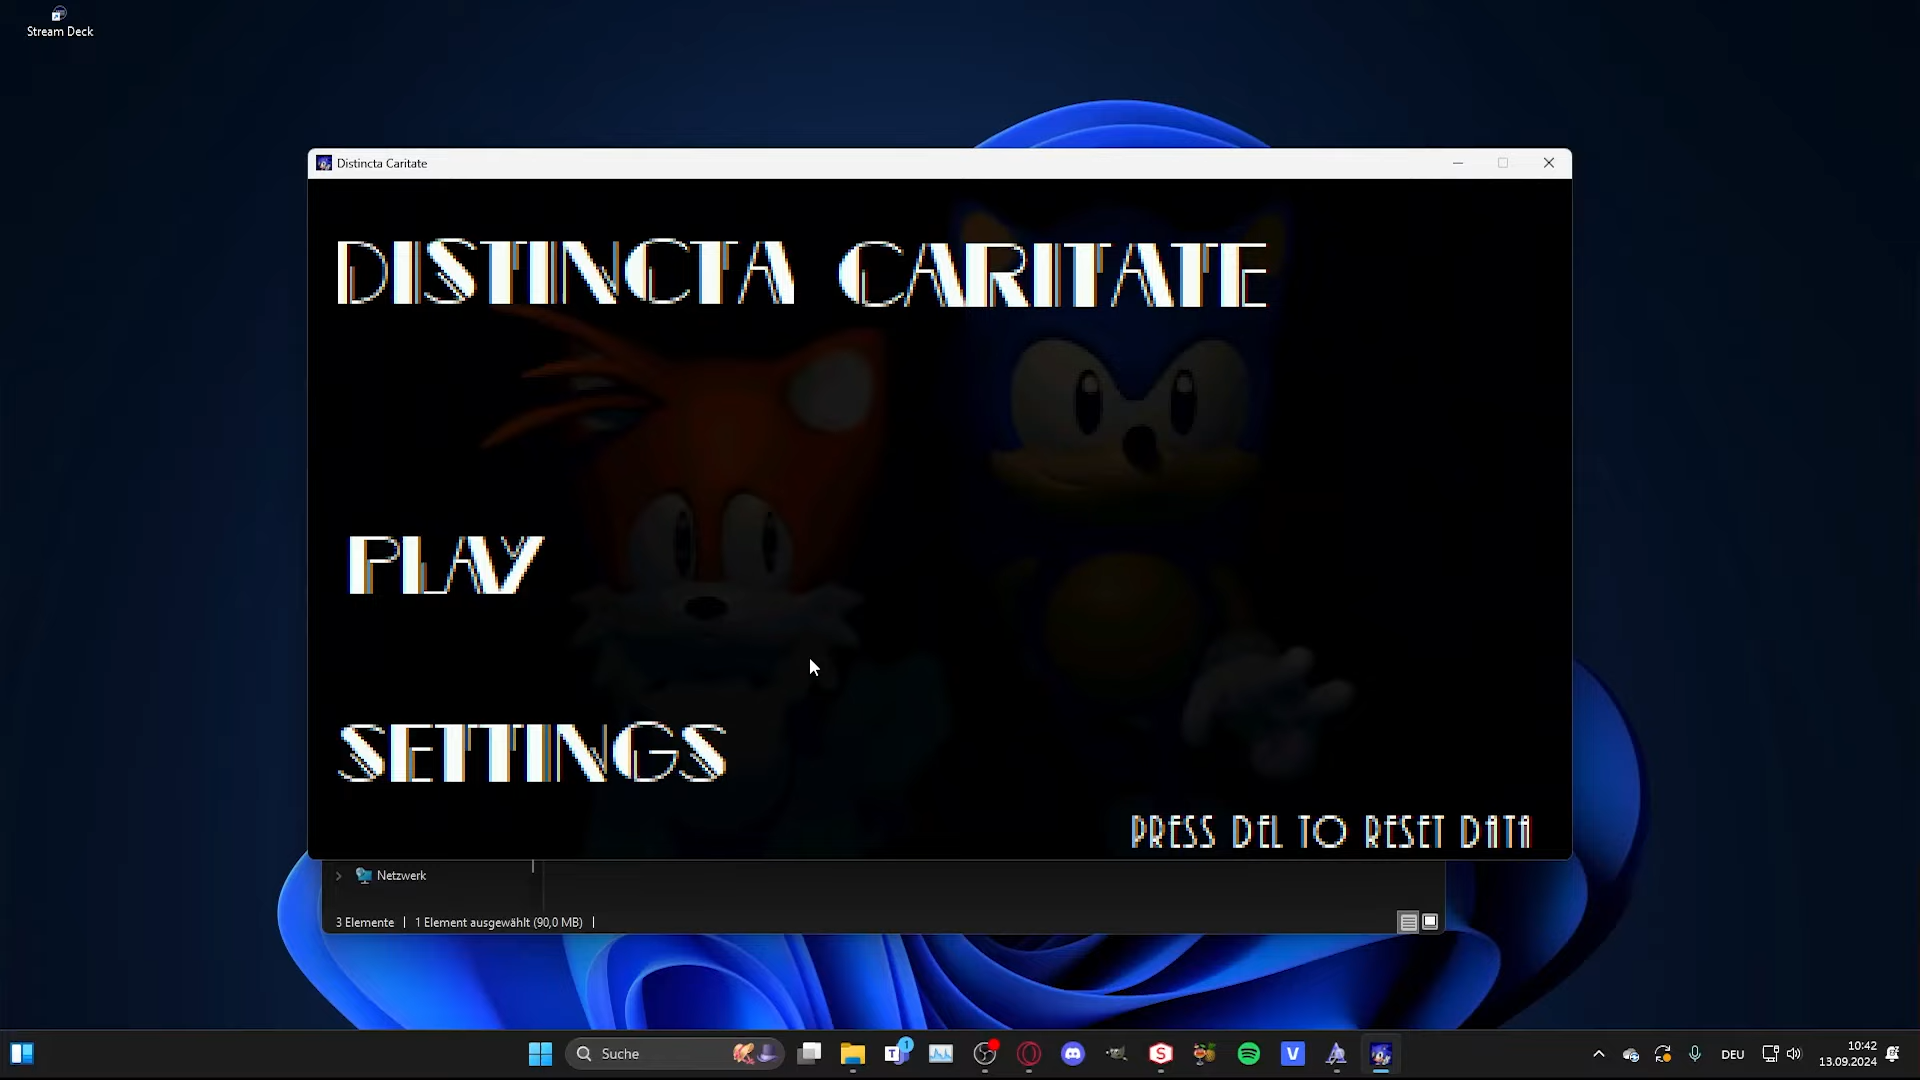 Stream Deck
Distincta Caritate
DISTINCTA CARITATE
PLAY
SETTINGS
PRESS DEL TO RESET DATA
Netzwerk
3 Elemente | 1 Element ausgewählt (90,0 MB) |
Suche
1
DEU
10:42
13.09.2024